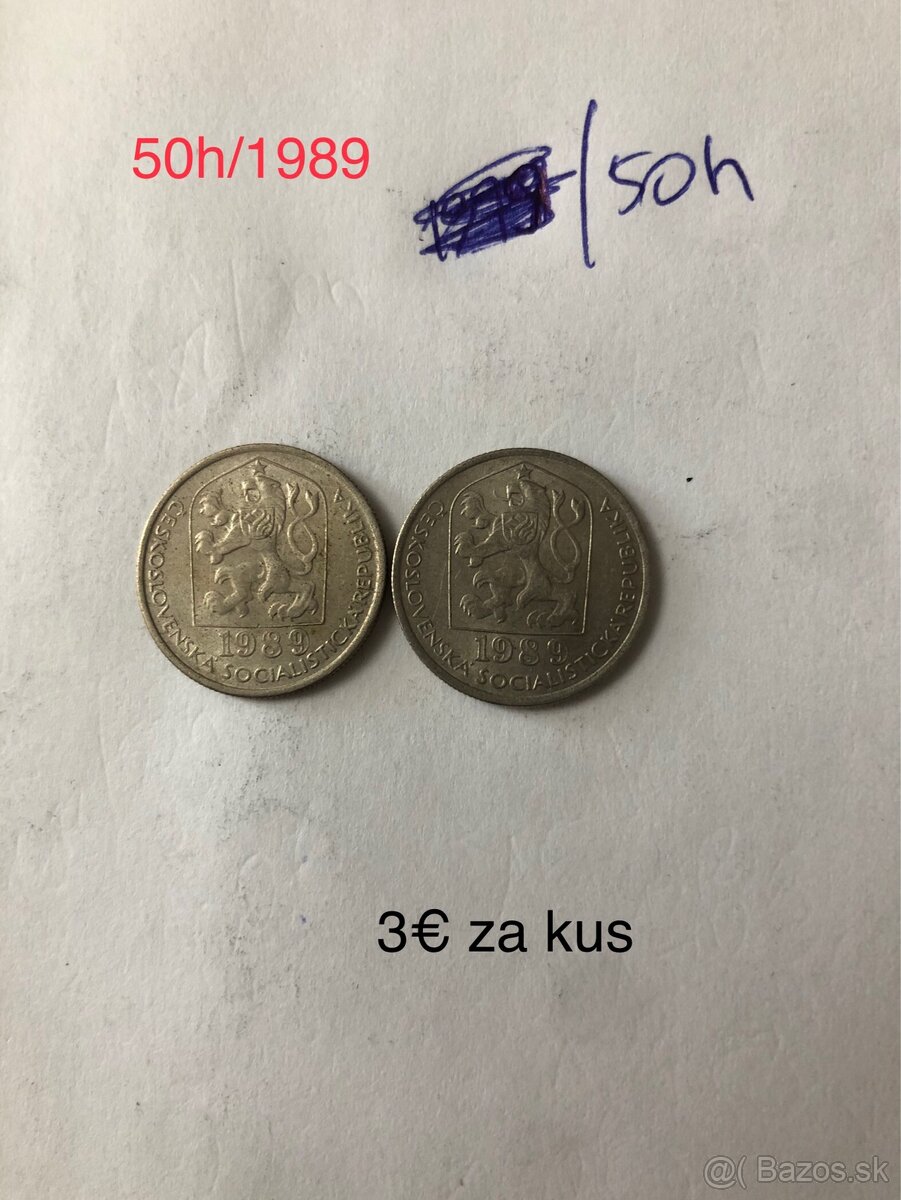 50h/1989
/50h
ČESKOSLOVENSKÁ SOCIALISTICKÁ REPUBLIKA
1989
ČESKOSLOVENSKÁ SOCIALISTICKÁ REPUBLIKA
1989
3€ za kus
@( Bazos.sk